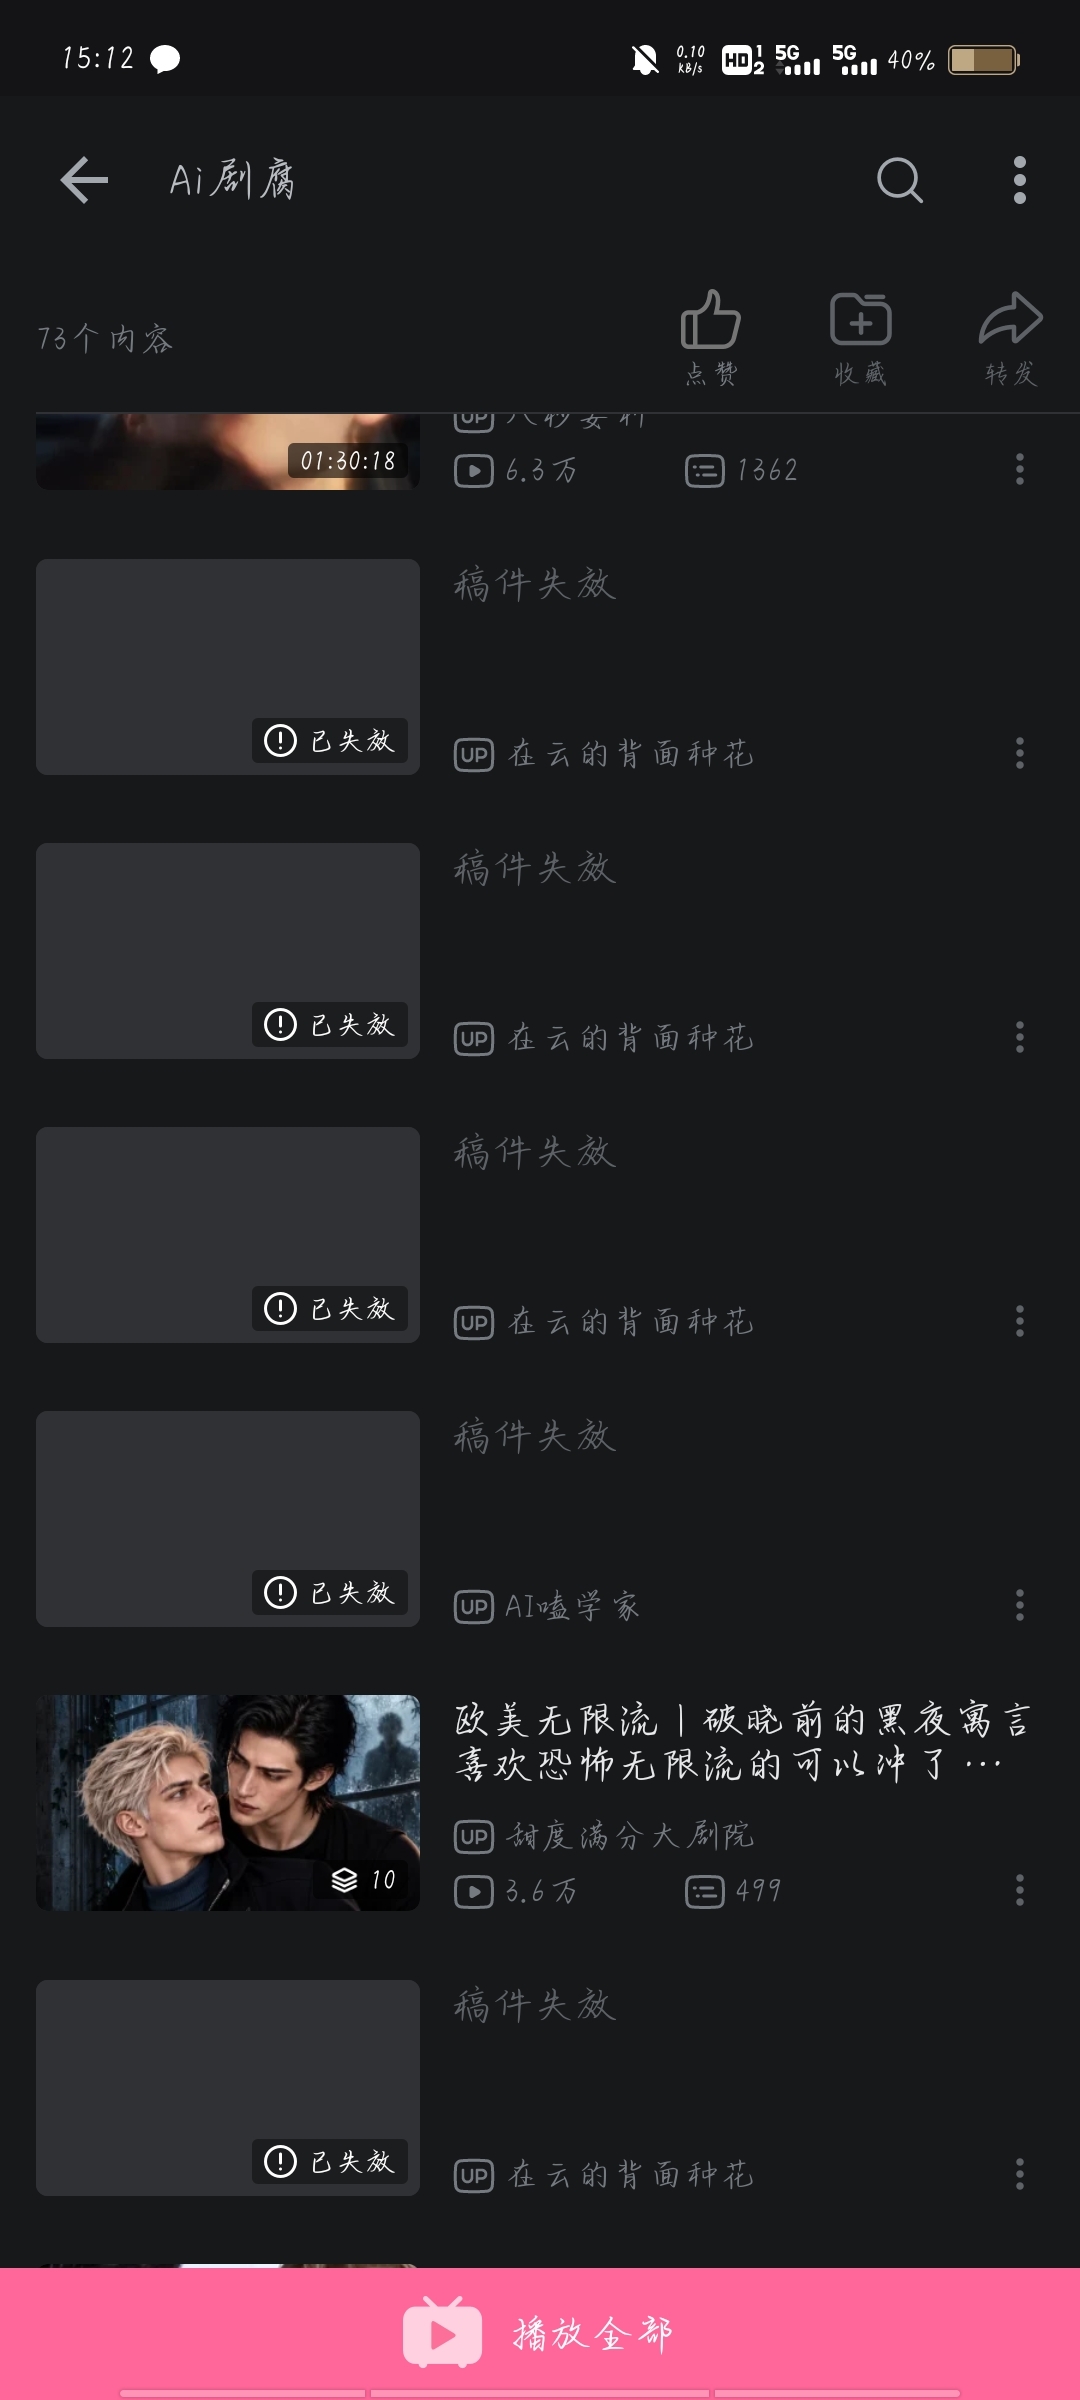 15:12
0.10 KB/s
HD 1 2
5G
5G
40%
Ai剧腐
73个内容
点赞
收藏
转发
01:30:18
UP
6.3万
1362
稿件失效
已失效
UP 在云的背面种花
稿件失效
已失效
UP 在云的背面种花
稿件失效
已失效
UP 在云的背面种花
稿件失效
已失效
UP AI嗑学家
欧美无限流丨破晓前的黑夜寓言
喜欢恐怖无限流的可以冲了…
10
UP 甜度满分大剧院
3.6万
499
稿件失效
已失效
UP 在云的背面种花
播放全部